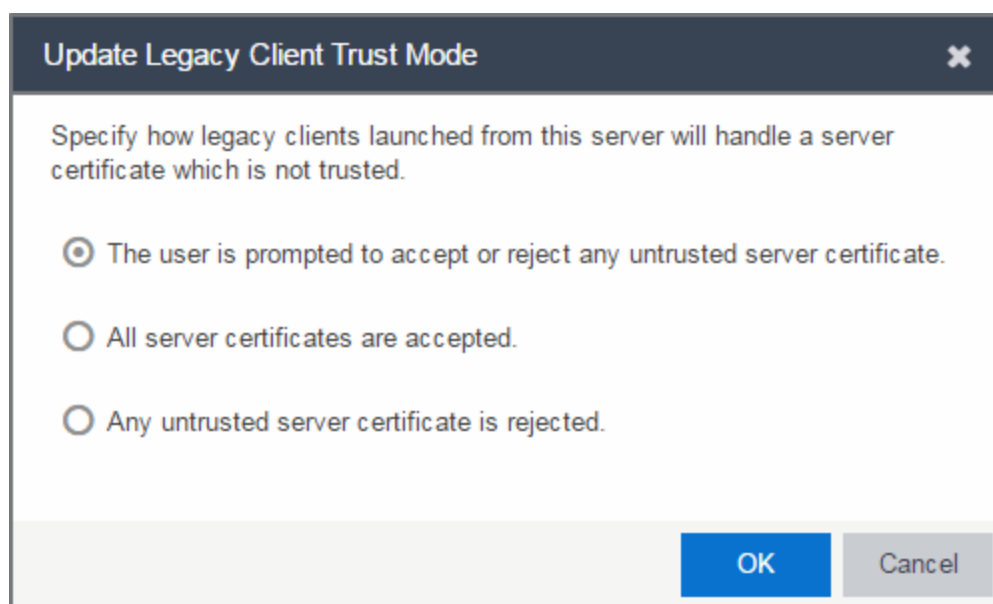 Update Legacy Client Trust Mode
Specify how legacy clients launched from this server will handle a server
certificate which is not trusted.
The user is prompted to accept or reject any untrusted server certificate.
All server certificates are accepted.
Any untrusted server certificate is rejected.
OK Cancel